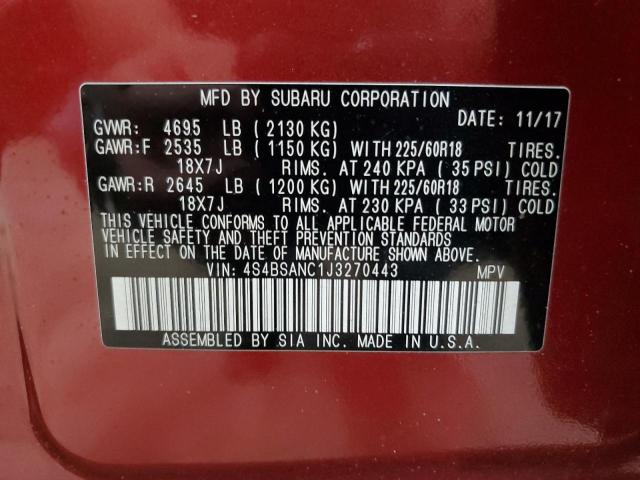 MFD BY SUBARU CORPORATION
DATE: 11/17
GVWR: 4695 LB (2130 KG)
GAWR:F 2535 LB (1150 KG) WITH 225/60R18 TIRES.
18X7J RIMS. AT 240 KPA (35 PSI) COLD
GAWR:R 2645 LB (1200 KG) WITH 225/60R18 TIRES.
18X7J RIMS. AT 230 KPA (33 PSI) COLD
THIS VEHICLE CONFORMS TO ALL APPLICABLE FEDERAL MOTOR
VEHICLE SAFETY AND THEFT PREVENTION STANDARDS IN EFFECT
ON THE DATE OF MANUFACTURE SHOWN ABOVE.
VIN: 4S4BSANC1J3270443 MPV
ASSEMBLED BY SIA INC. MADE IN U.S.A.